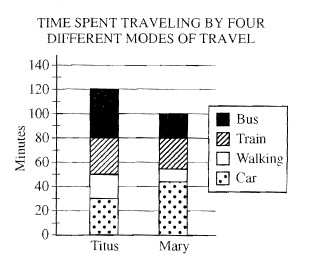 TIME SPENT TRAVELING BY FOUR
DIFFERENT MODES OF TRAVEL
Minutes
140
120
100
80
60
40
20
0
Titus
Mary
Bus
Train
Walking
Car